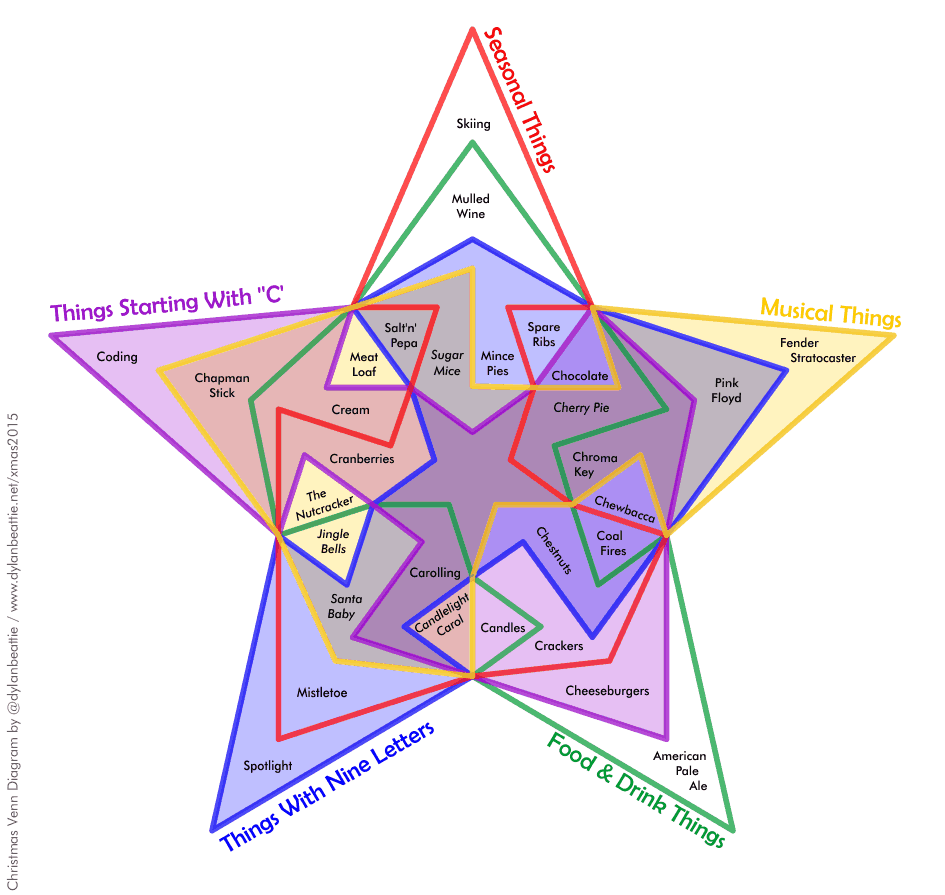 Seasonal Things
Skiing
Mulled
Wine
Things Starting With "C'
Musical Things
Coding
Chapman
Stick
Salt'n'
Pepa
Meat
Loaf
Sugar
Mice
Mince
Pies
Spare
Ribs
Chocolate
Pink
Floyd
Fender
Stratocaster
Cream
Cherry Pie
Cranberries
Chroma
Key
The
Nutcracker
Chewbacca
Jingle
Bells
Coal
Fires
Chestnuts
Carolling
Santa
Baby
Candlelight
Carol
Candles
Crackers
Mistletoe
Cheeseburgers
Spotlight
American
Pale
Ale
Things With Nine Letters
Food & Drink Things
Christmas Venn Diagram by @dylanbeattie / www.dylanbeattie.net/xmas2015